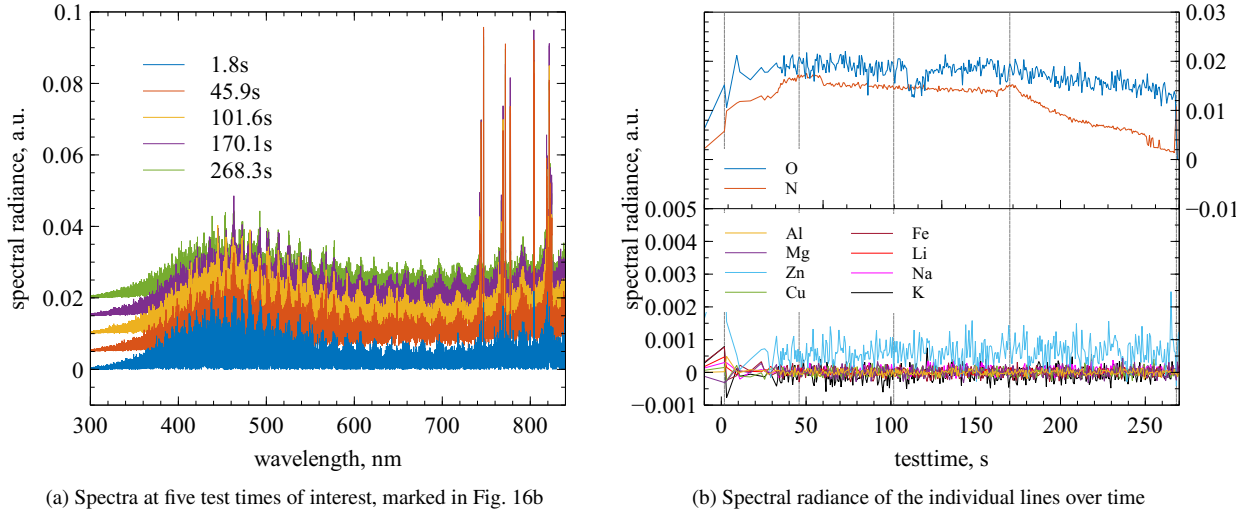 0.1
0.08
0.06
0.04
0.02
0
spectral radiance, a.u.
1.8s
45.9s
101.6s
170.1s
268.3s
300 400 500 600 700 800
wavelength, nm
(a) Spectra at five test times of interest, marked in Fig. 16b
0.03
0.02
0.01
0
−0.01
O
N
spectral radiance, a.u.
0.005
0.004
0.003
0.002
0.001
0
−0.001
Al
Mg
Zn
Cu
Fe
Li
Na
K
0 50 100 150 200 250
testtime, s
(b) Spectral radiance of the individual lines over time